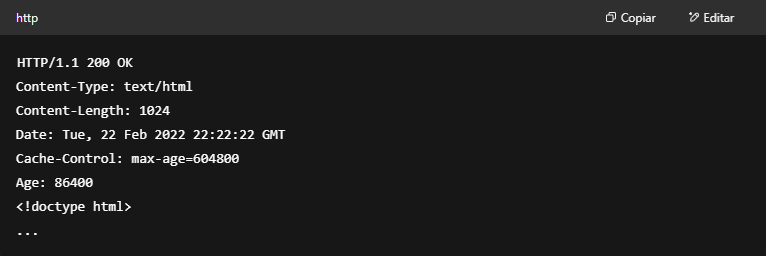 http
Copiar
Editar
HTTP/1.1 200 OK
Content-Type: text/html
Content-Length: 1024
Date: Tue, 22 Feb 2022 22:22:22 GMT
Cache-Control: max-age=604800
Age: 86400
<!doctype html>
...